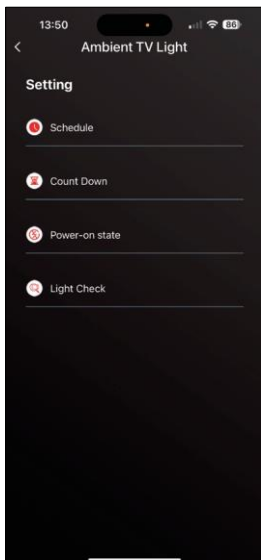 13:50
86
Ambient TV Light
Setting
Schedule
Count Down
Power-on state
Light Check